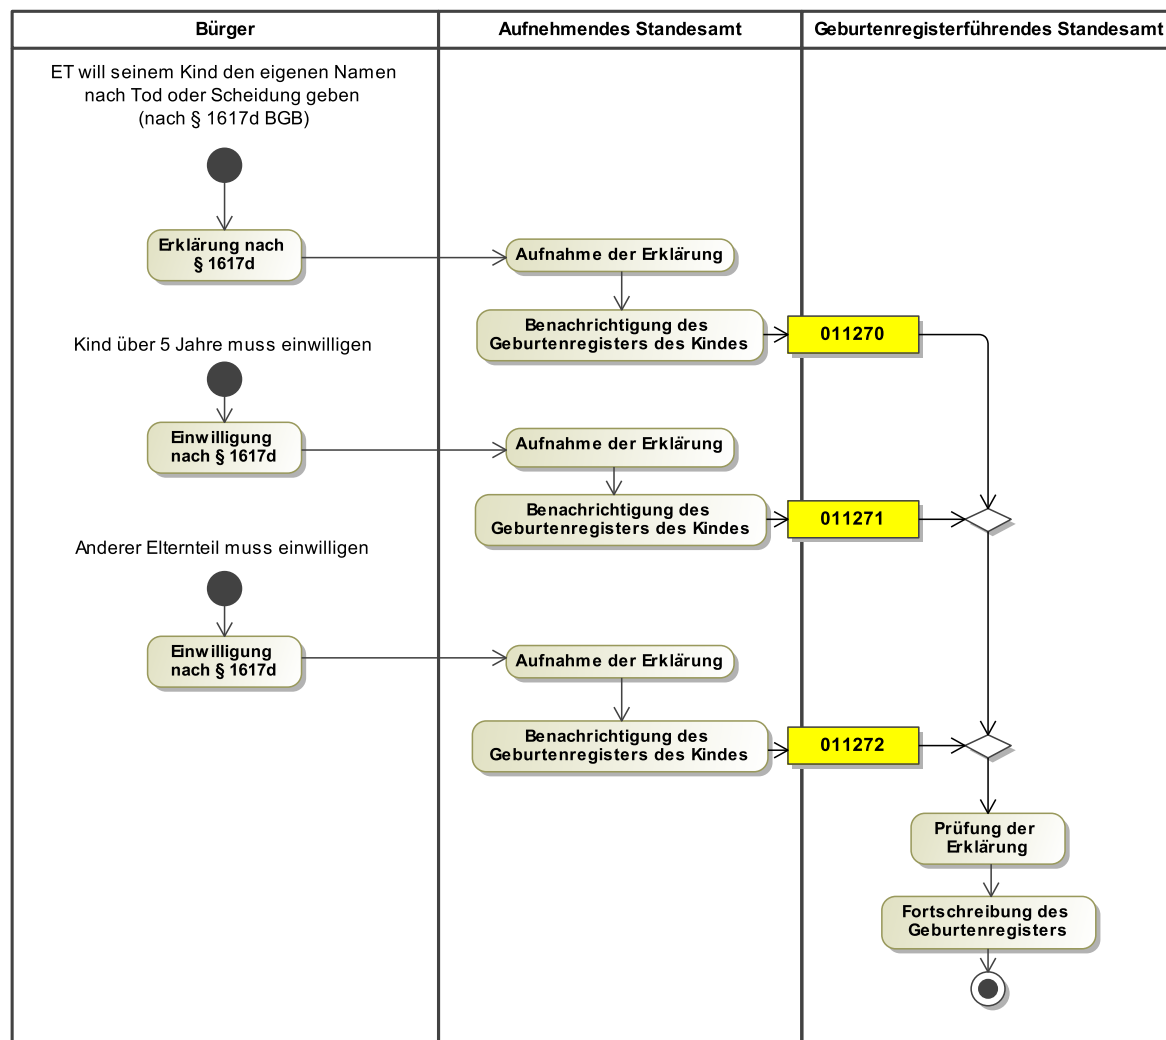 Bürger
Aufnehmendes Standesamt
Geburtenregisterführendes Standesamt
ET will seinem Kind den eigenen Namen
nach Tod oder Scheidung geben
(nach § 1617d BGB)
Erklärung nach
§ 1617d
Aufnahme der Erklärung
Benachrichtigung des
Geburtenregisters des Kindes
011270
Kind über 5 Jahre muss einwilligen
Einwilligung
nach § 1617d
Aufnahme der Erklärung
Benachrichtigung des
Geburtenregisters des Kindes
011271
Anderer Elternteil muss einwilligen
Einwilligung
nach § 1617d
Aufnahme der Erklärung
Benachrichtigung des
Geburtenregisters des Kindes
011272
Prüfung der
Erklärung
Fortschreibung des
Geburtenregisters